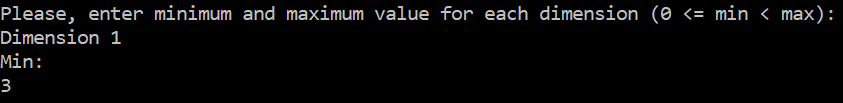 Please, enter minimum and maximum value for each dimension (0 <= min < max):
Dimension 1
Min:
3